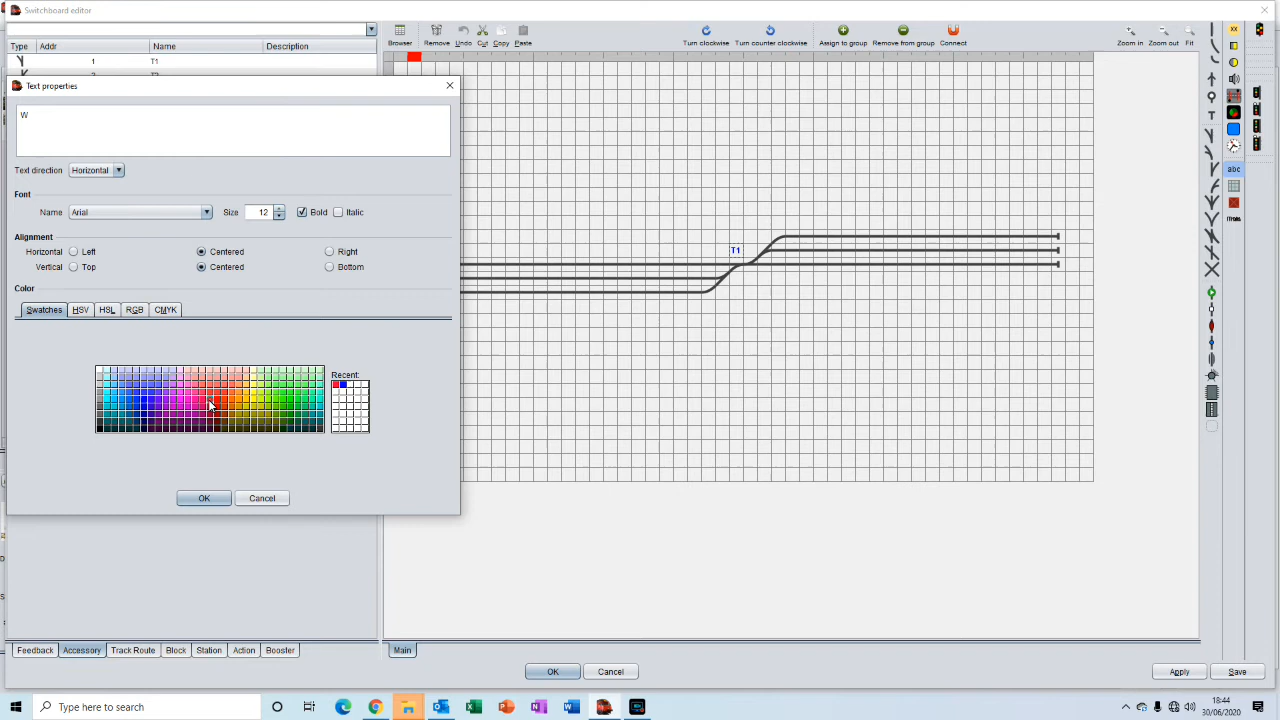 Switchboard editor
Browser Remove Undo Cut Copy Paste Turn clockwise Turn counter clockwise Assign to group Remove from group Connect Zoom in Zoom out Fit
Type Addr Name Description
1 T1
Text properties
W
Text direction Horizontal
Font
Name Arial Size 12 Bold Italic
Alignment
Horizontal Left Centered Right
Vertical Top Centered Bottom
Color
Swatches HSV HSL RGB CMYK
Recent:
OK Cancel
T1
XX
T
abc
Feedback Accessory Track Route Block Station Action Booster
Main
OK Cancel Apply Save
Type here to search
18:44
30/06/2020